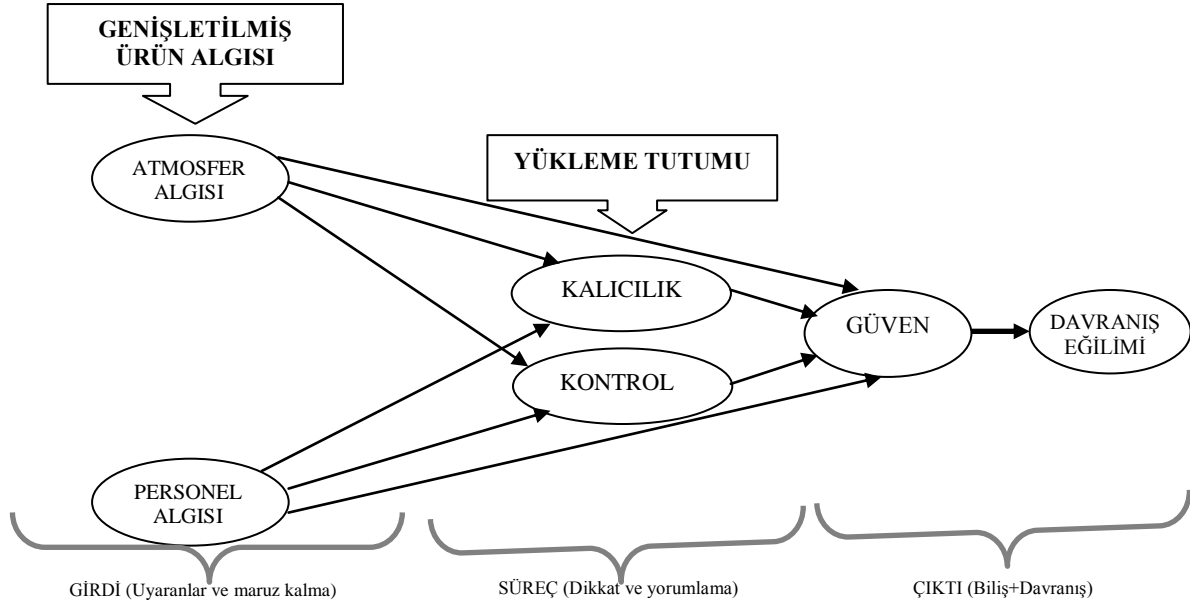 GENİŞLETİLMİŞ
ÜRÜN ALGISI
ATMOSFER
ALGISI
YÜKLEME TUTUMU
KALICILIK
GÜVEN
DAVRANIŞ
EĞİLİMİ
KONTROL
PERSONEL
ALGISI
GİRDİ (Uyaranlar ve maruz kalma)
SÜREÇ (Dikkat ve yorumlama)
ÇIKTI (Biliş+Davranış)